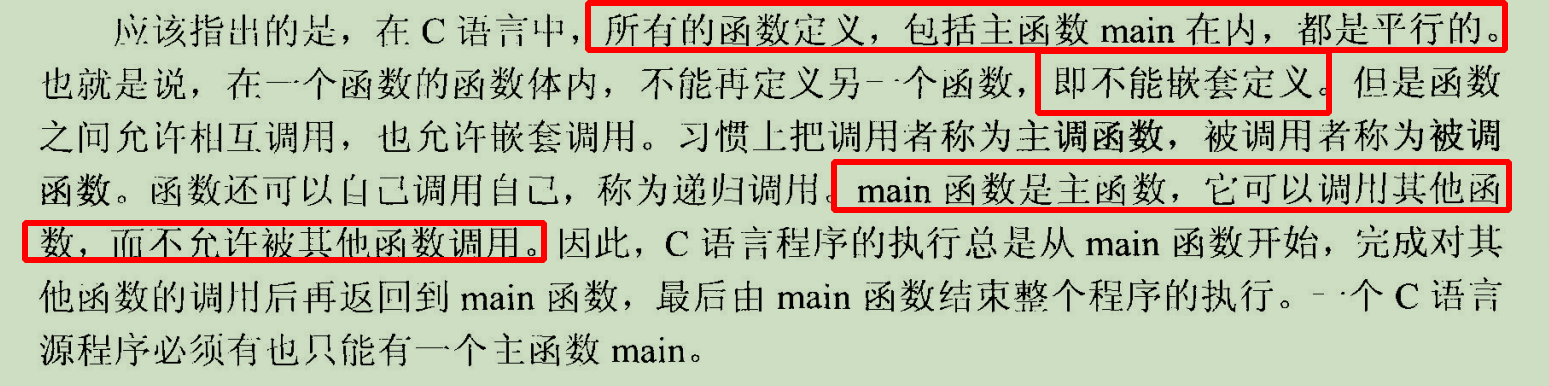 应该指出的是，在 C 语言中，所有的函数定义，包括主函数 main 在内，都是平行的。
也就是说，在一个函数的函数体内，不能再定义另一个函数，即不能嵌套定义。但是函数
之间允许相互调用，也允许嵌套调用。习惯上把调用者称为主调函数，被调用者称为被调
函数。函数还可以自己调用自己，称为递归调用。main 函数是主函数，它可以调用其他函
数，而不允许被其他函数调用。因此，C 语言程序的执行总是从 main 函数开始，完成对其
他函数的调用后再返回到 main 函数，最后由 main 函数结束整个程序的执行。一个 C 语言
源程序必须有也只能有一个主函数 main。